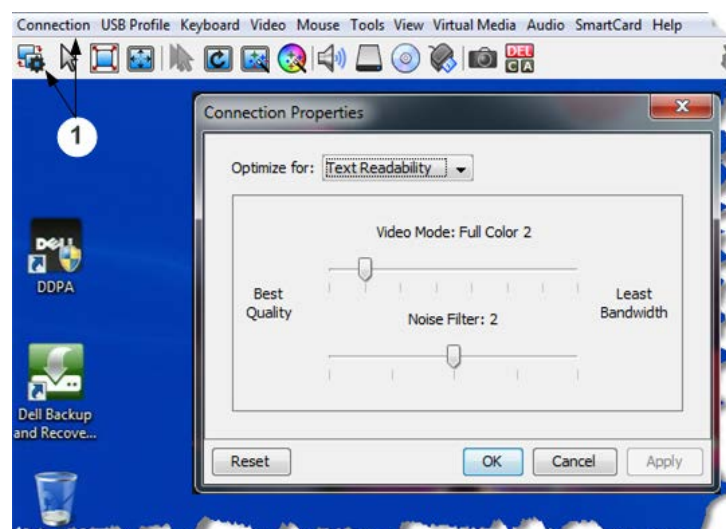 Connection USB Profile Keyboard Video Mouse Tools View Virtual Media Audio SmartCard Help
DEL
C A
1
Connection Properties
Optimize for: Text Readability
Video Mode: Full Color 2
Best
Quality
Least
Bandwidth
Noise Filter: 2
Reset OK Cancel Apply
DELL
DDPA
Dell Backup
and Recove...